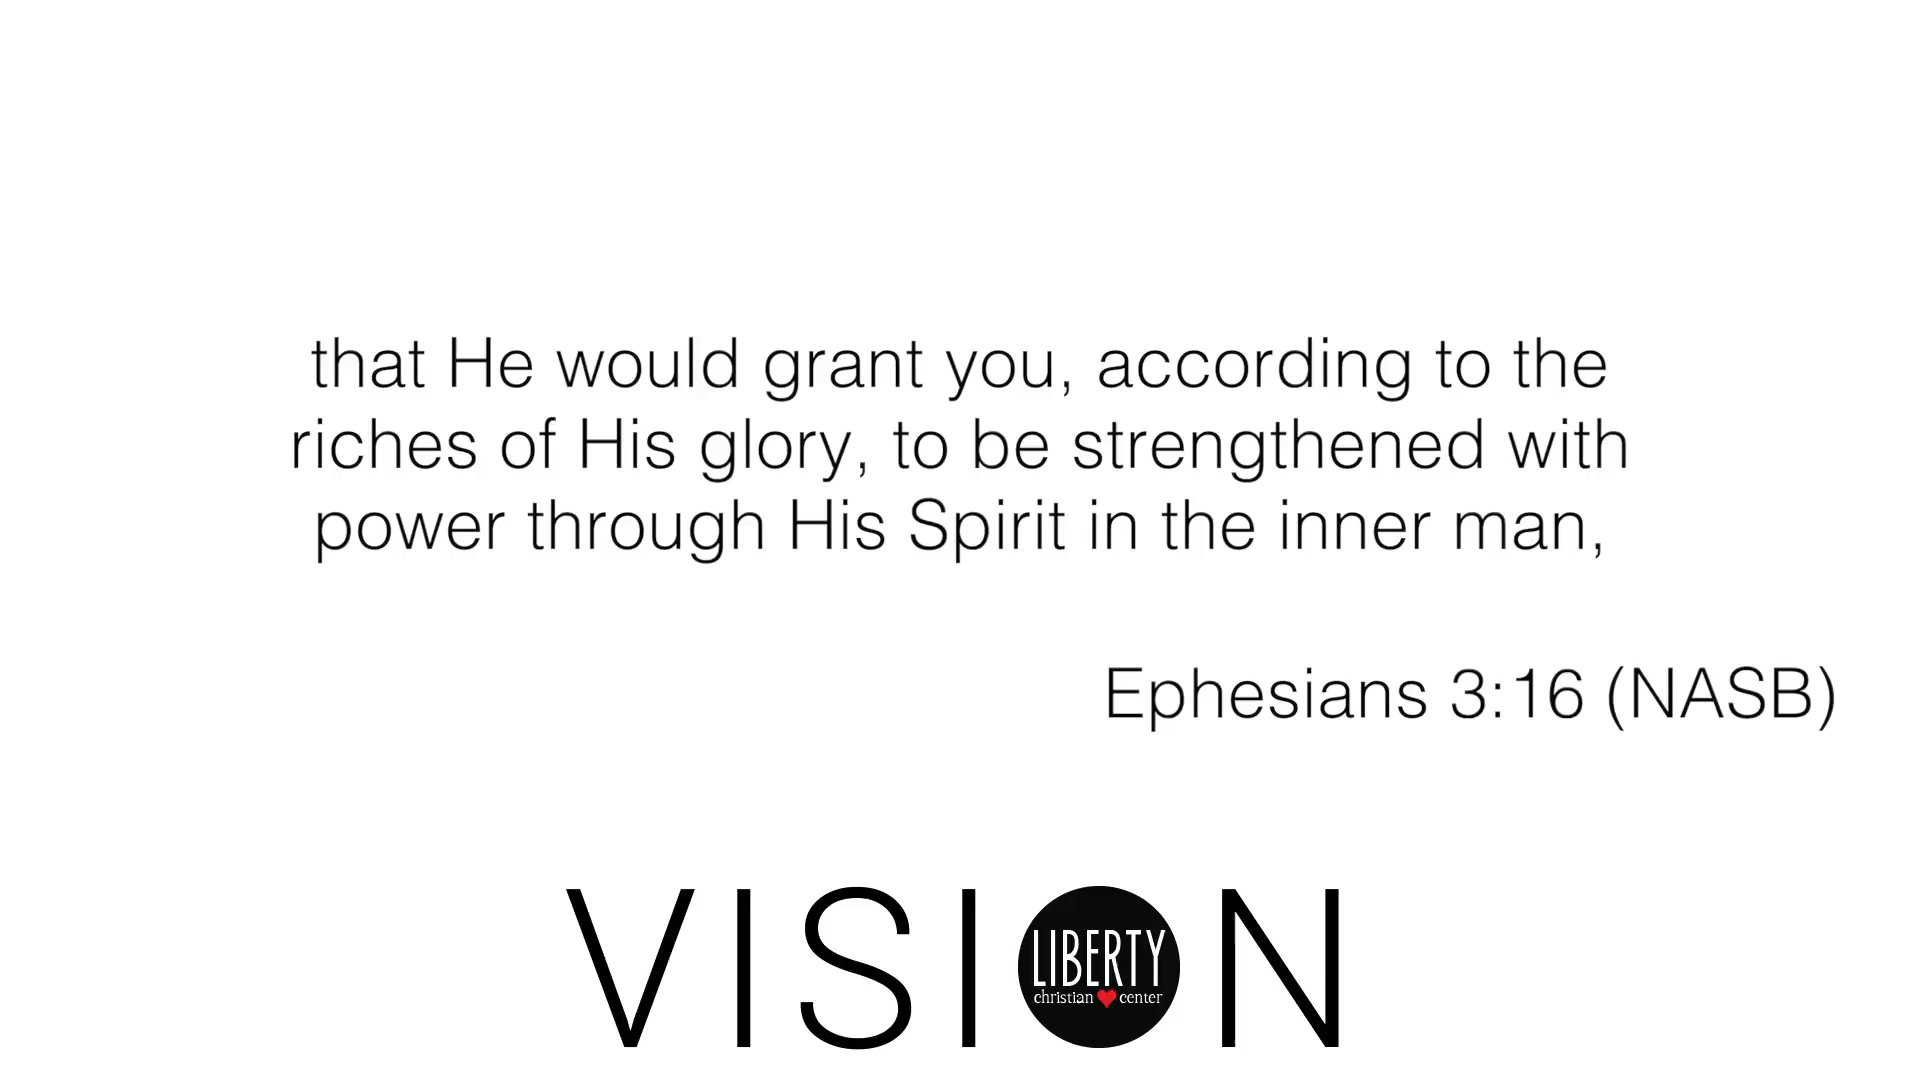 that He would grant you, according to the
riches of His glory, to be strengthened with
power through His Spirit in the inner man,
Ephesians 3:16 (NASB)
VISI N
LIBERTY
christian center